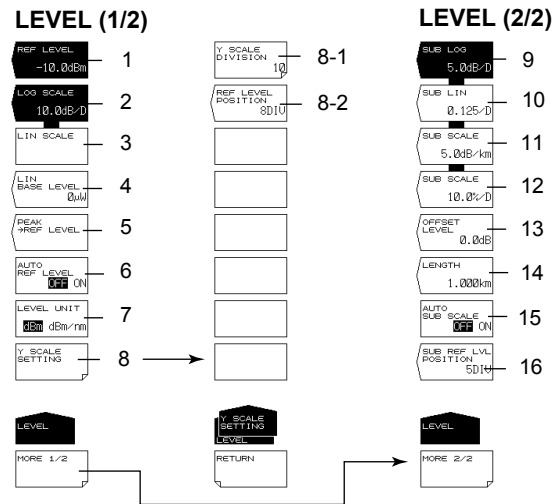 LEVEL (1/2)
REF LEVEL
-10.0dBm
1
LOG SCALE
10.0dB/D
2
LIN SCALE
3
LIN
BASE LEVEL
0µW
4
PEAK
→REF LEVEL
5
AUTO
REF LEVEL
OFF ON
6
LEVEL UNIT
dBm dBm/nm
7
Y SCALE
SETTING
8
LEVEL
MORE 1/2
Y SCALE
DIVISION
10
8-1
REF LEVEL
POSITION
8DIV
8-2
Y SCALE
SETTING
LEVEL
RETURN
LEVEL (2/2)
SUB LOG
5.0dB/D
9
SUB LIN
0.125/D
10
SUB SCALE
5.0dB/km
11
SUB SCALE
10.0%/D
12
OFFSET
LEVEL
0.0dB
13
LENGTH
1.000km
14
AUTO
SUB SCALE
OFF ON
15
SUB REF LVL
POSITION
5DIV
16
LEVEL
MORE 2/2